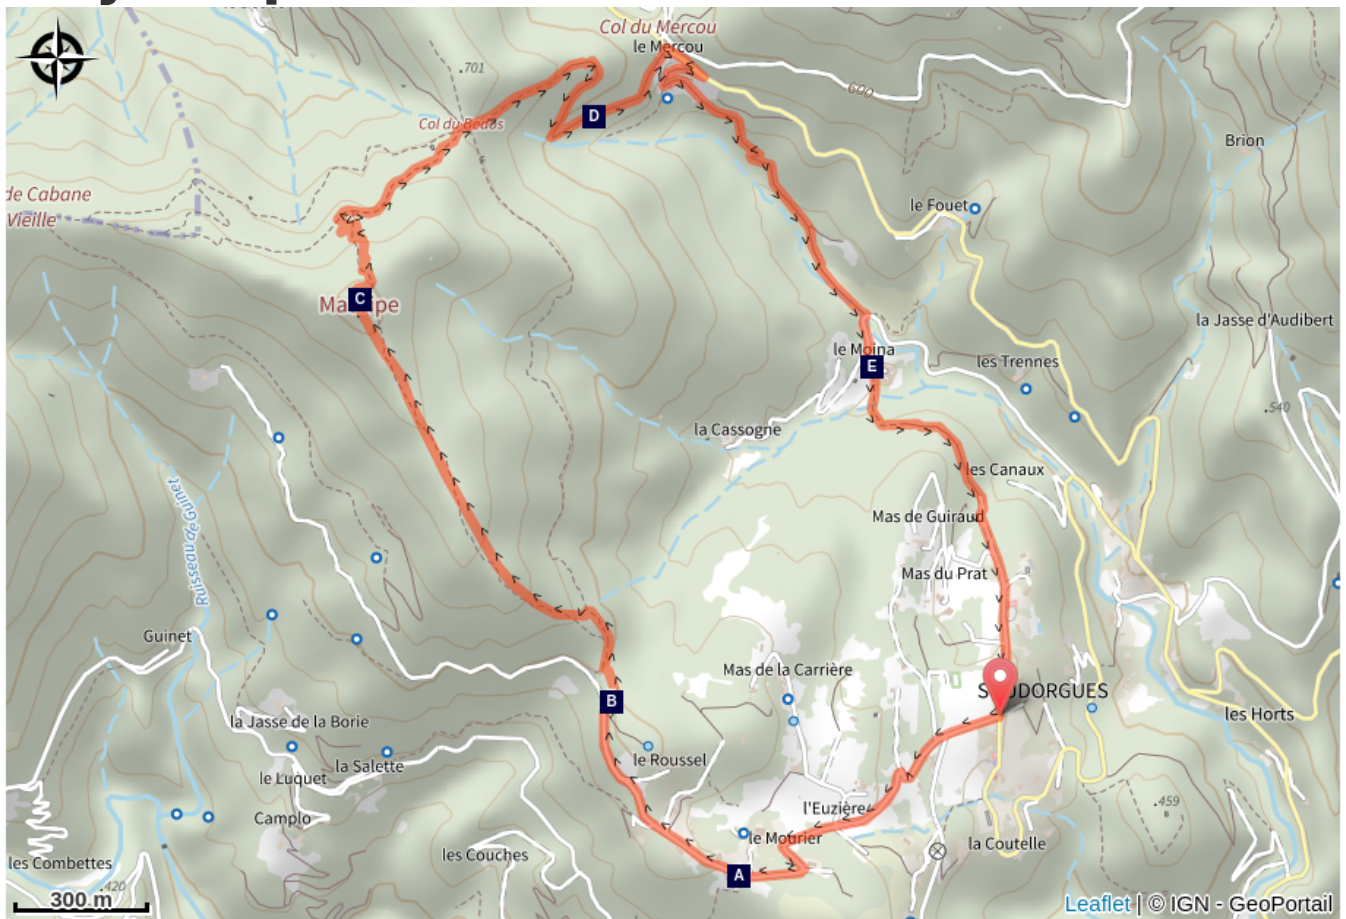 Col du Mercou
le Mercou
.701
600
Col du Bedos
Brion
de Cabane
Vieille
le Fouet
la Jasse d'Audibert
C
D
le Moina
E
les Trennes
.540
la Cassogne
les Canaux
Ruisseau de Guinet
Mas de Guiraud
Mas du Prat
Guinet
Mas de la Carrière
B
les Horts
la Jasse de la Borie
le Roussel
la Salette
le Luquet
l'Euzière
.459
Camplo
le Mourier
la Coutelle
les Couches
les Combettes
A
.420
300 m
Leaflet | © IGN - GeoPortail